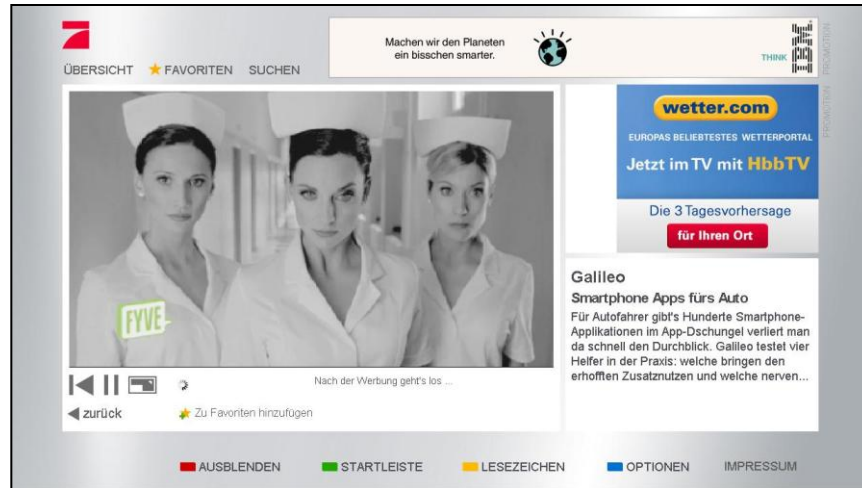 Machen wir den Planeten
ein bisschen smarter.
THINK
IBM
PROMOTION
ÜBERSICHT FAVORITEN SUCHEN
wetter.com
EUROPAS BELIEBTESTES WETTERPORTAL
Jetzt im TV mit HbbTV
PROMOTION
Die 3 Tagesvorhersage
für Ihren Ort
FYVE
Galileo
Smartphone Apps fürs Auto
Für Autofahrer gibt's Hunderte Smartphone-
Applikationen im App-Dschungel verliert man
da schnell den Durchblick. Galileo testet vier
Helfer in der Praxis: welche bringen den
erhofften Zusatznutzen und welche nerven...
Nach der Werbung geht's los ...
zurück Zu Favoriten hinzufügen
AUSBLENDEN STARTLEISTE LESEZEICHEN OPTIONEN IMPRESSUM